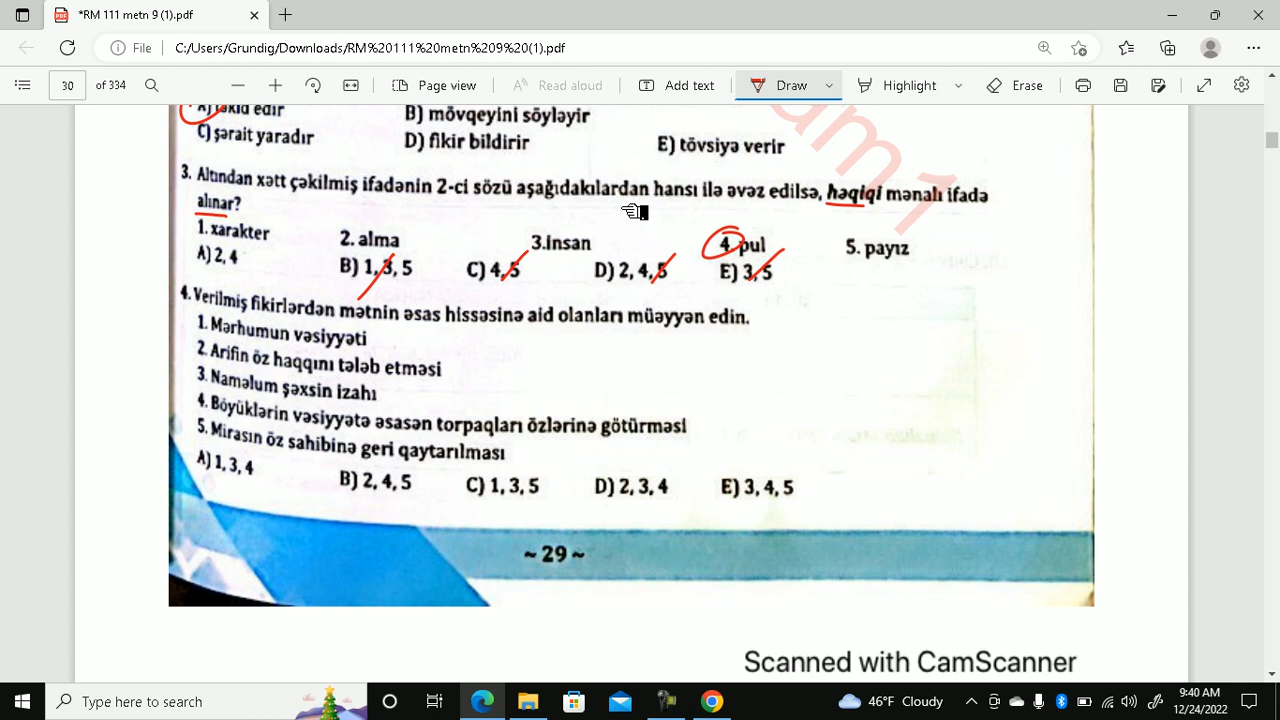 *RM 111 metn 9 (1).pdf
File C:/Users/Grundig/Downloads/RM%20111%20metn%209%20(1).pdf
30 of 334 Page view Read aloud Add text Draw Highlight Erase
A) təkid edir B) mövqeyini söyləyir
C) şərait yaradır D) fikir bildirir E) tövsiyə verir
3. Altından xətt çəkilmiş ifadənin 2-ci sözü aşağıdakılardan hansı ilə əvəz edilsə, həqiqi mənalı ifadə
alınar?
1. xarakter 2. alma 3.insan 4. pul 5. payız
A) 2, 4 B) 1, 3, 5 C) 4, 5 D) 2, 4, 5 E) 3, 5
4. Verilmiş fikirlərdən mətnin əsas hissəsinə aid olanları müəyyən edin.
1. Mərhumun vəsiyyəti
2. Arifin öz haqqını tələb etməsi
3. Naməlum şəxsin izahı
4. Böyüklərin vəsiyyətə əsasən torpaqları özlərinə götürməsi
5. Mirasın öz sahibinə geri qaytarılması
A) 1, 3, 4 B) 2, 4, 5 C) 1, 3, 5 D) 2, 3, 4 E) 3, 4, 5
~ 29 ~
Scanned with CamScanner
Type here to search 46°F Cloudy 9:40 AM
12/24/2022